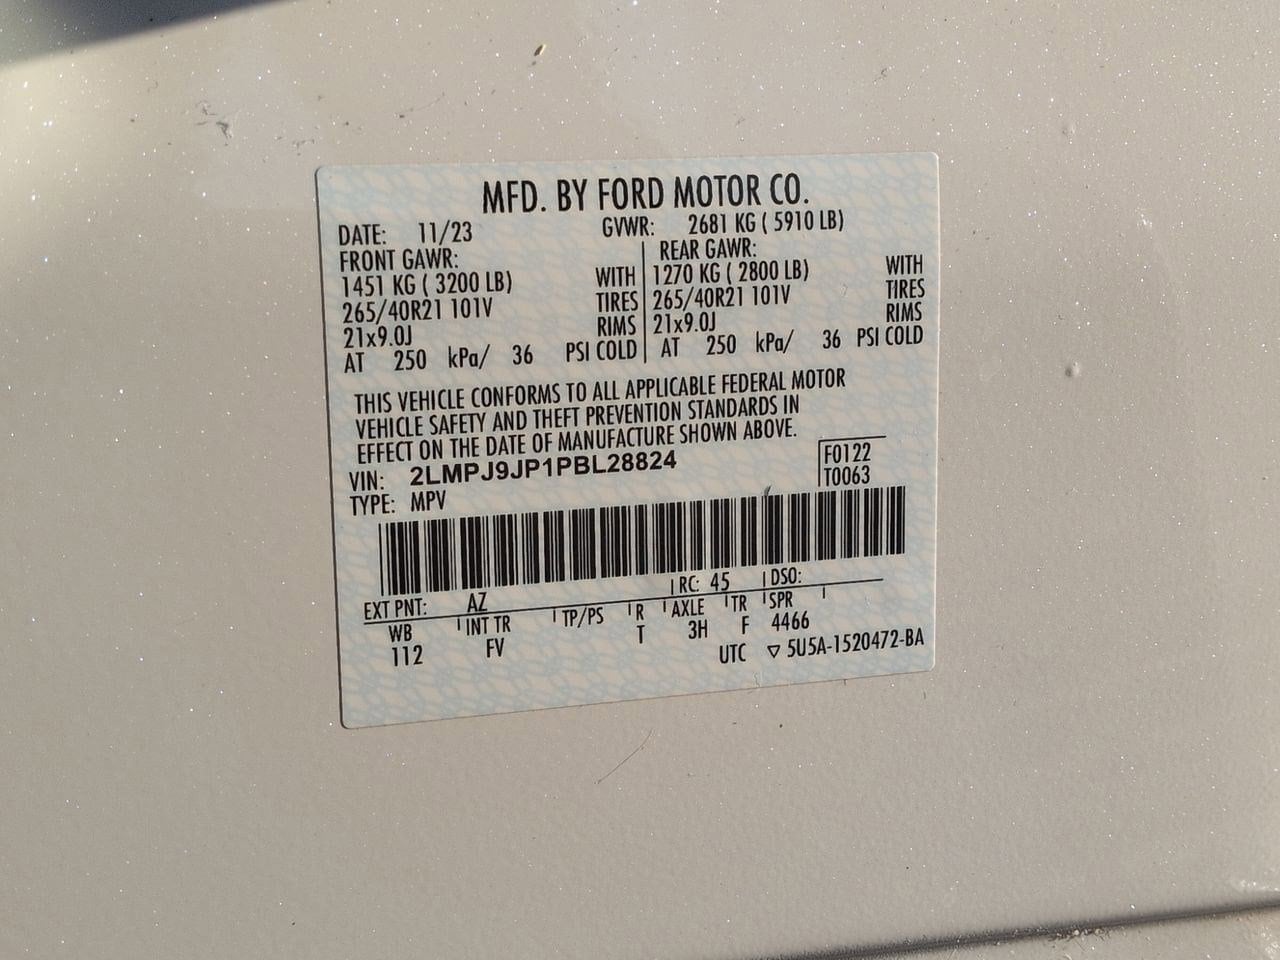 MFD. BY FORD MOTOR CO.
DATE: 11/23 GVWR: 2681 KG ( 5910 LB)
FRONT GAWR: REAR GAWR:
1451 KG ( 3200 LB) WITH 1270 KG ( 2800 LB) WITH
265/40R21 101V TIRES 265/40R21 101V TIRES
21x9.0J RIMS 21x9.0J RIMS
AT 250 kPa/ 36 PSI COLD AT 250 kPa/ 36 PSI COLD
THIS VEHICLE CONFORMS TO ALL APPLICABLE FEDERAL MOTOR
VEHICLE SAFETY AND THEFT PREVENTION STANDARDS IN
EFFECT ON THE DATE OF MANUFACTURE SHOWN ABOVE.
VIN: 2LMPJ9JP1PBL28824 F0122
TYPE: MPV T0063
EXT PNT: AZ RC: 45 DSO:
WB INT TR TP/PS R AXLE TR SPR
112 FV T 3H F 4466
UTC ▽ 5U5A-1520472-BA